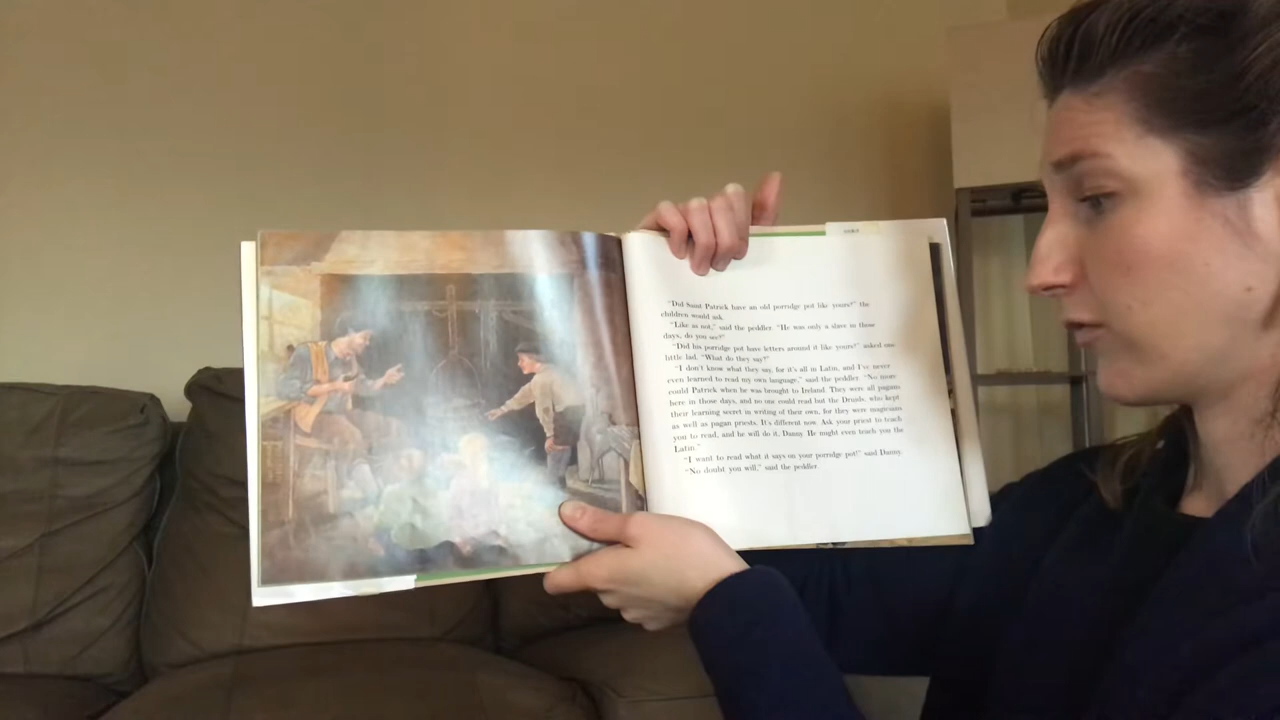 "Did Saint Patrick have an old porridge pot like yours?" the
children would ask.
"Like as not," said the peddler. "He was only a slave in those
days, do you see?"
"Did his porridge pot have letters around it like yours?" asked one
little lad. "What do they say?"
"I don't know what they say, for it's all in Latin, and I've never
even learned to read my own language," said the peddler. "No more
could Patrick when he was brought to Ireland. They were all pagans
here in those days, and no one could read but the Druids, who kept
their learning secret in writing of their own, for they were magicians
as well as pagan priests. It's different now. Ask your priest to teach
you to read, and he will do it, Danny. He might even teach you the
Latin."
"I want to read what it says on your porridge pot!" said Danny.
"No doubt you will," said the peddler.